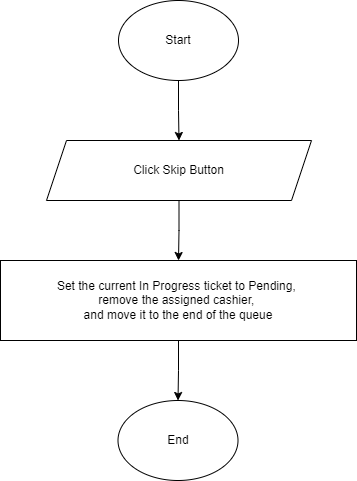 Start
Click Skip Button
Set the current In Progress ticket to Pending,
remove the assigned cashier,
and move it to the end of the queue
End